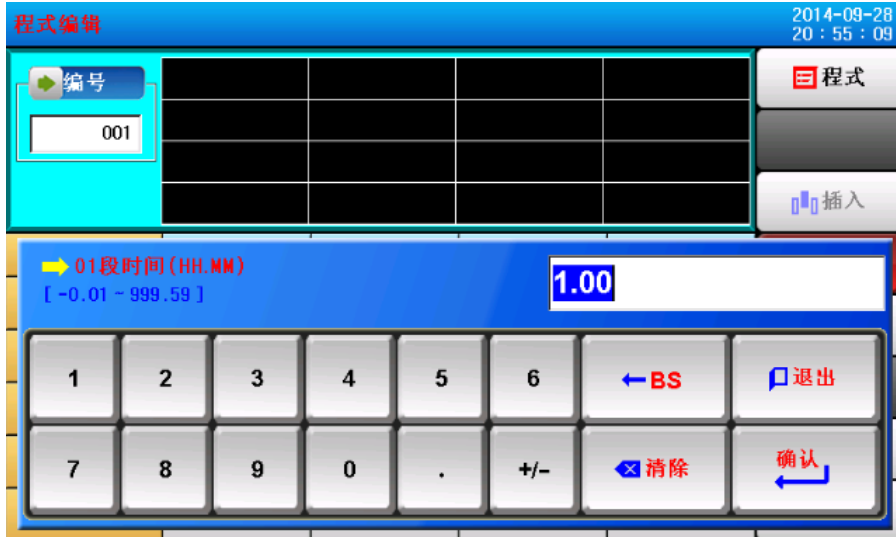 程式编辑
2014-09-28
20 : 55 : 09
编号
001
程式
插入
01段时间(HH.MM)
[ -0.01 ~ 999.59 ]
1.00
1 2 3 4 5 6 BS 退出
7 8 9 0 . +/- 清除 确认